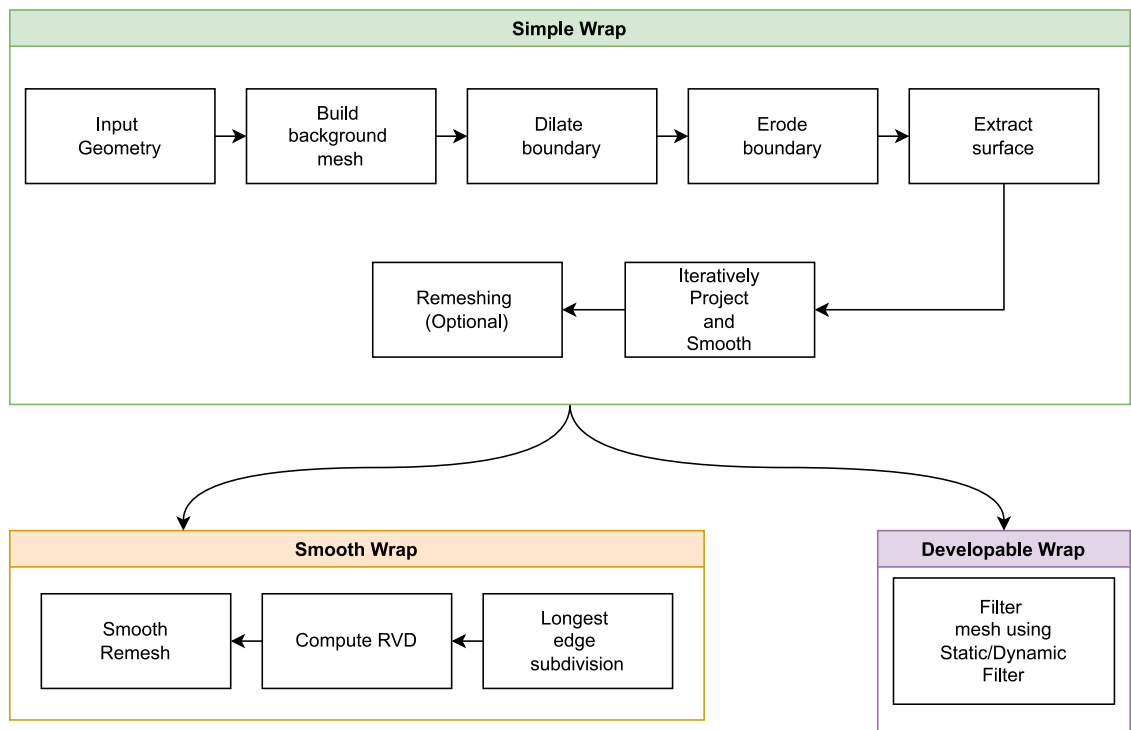 Simple Wrap
Input
Geometry
Build
background
mesh
Dilate
boundary
Erode
boundary
Extract
surface
Remeshing
(Optional)
Iteratively
Project
and
Smooth
Smooth Wrap
Smooth
Remesh
Compute RVD
Longest
edge
subdivision
Developable Wrap
Filter
mesh using
Static/Dynamic
Filter